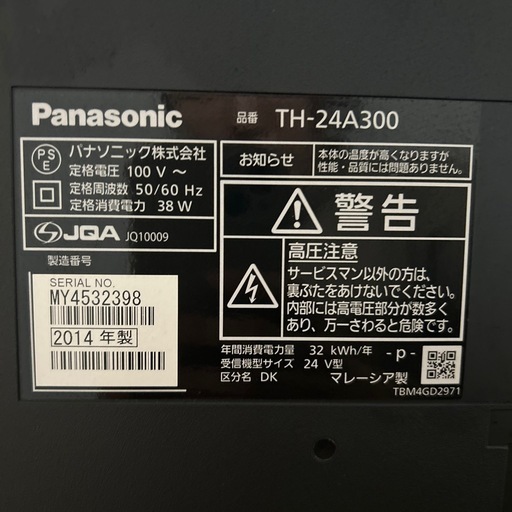 Panasonic 品番 TH-24A300
PS E
パナソニック株式会社
定格電圧 100 V ～
定格周波数 50/60 Hz
定格消費電力 38 W
JQA JQ10009
製造番号
SERIAL NO.
MY4532398
2014 年製
お知らせ
本体の温度が高くなりますが
性能・品質には問題ありません。
警告
高圧注意
サービスマン以外の方は、
裏ぶたをあけないでください。
内部には高電圧部分が数多く
あり、万一さわると危険です。
年間消費電力量 32 kWh/年
受信機型サイズ 24 V型
区分名 DK
- p -
マレーシア製
TBM4GD2971